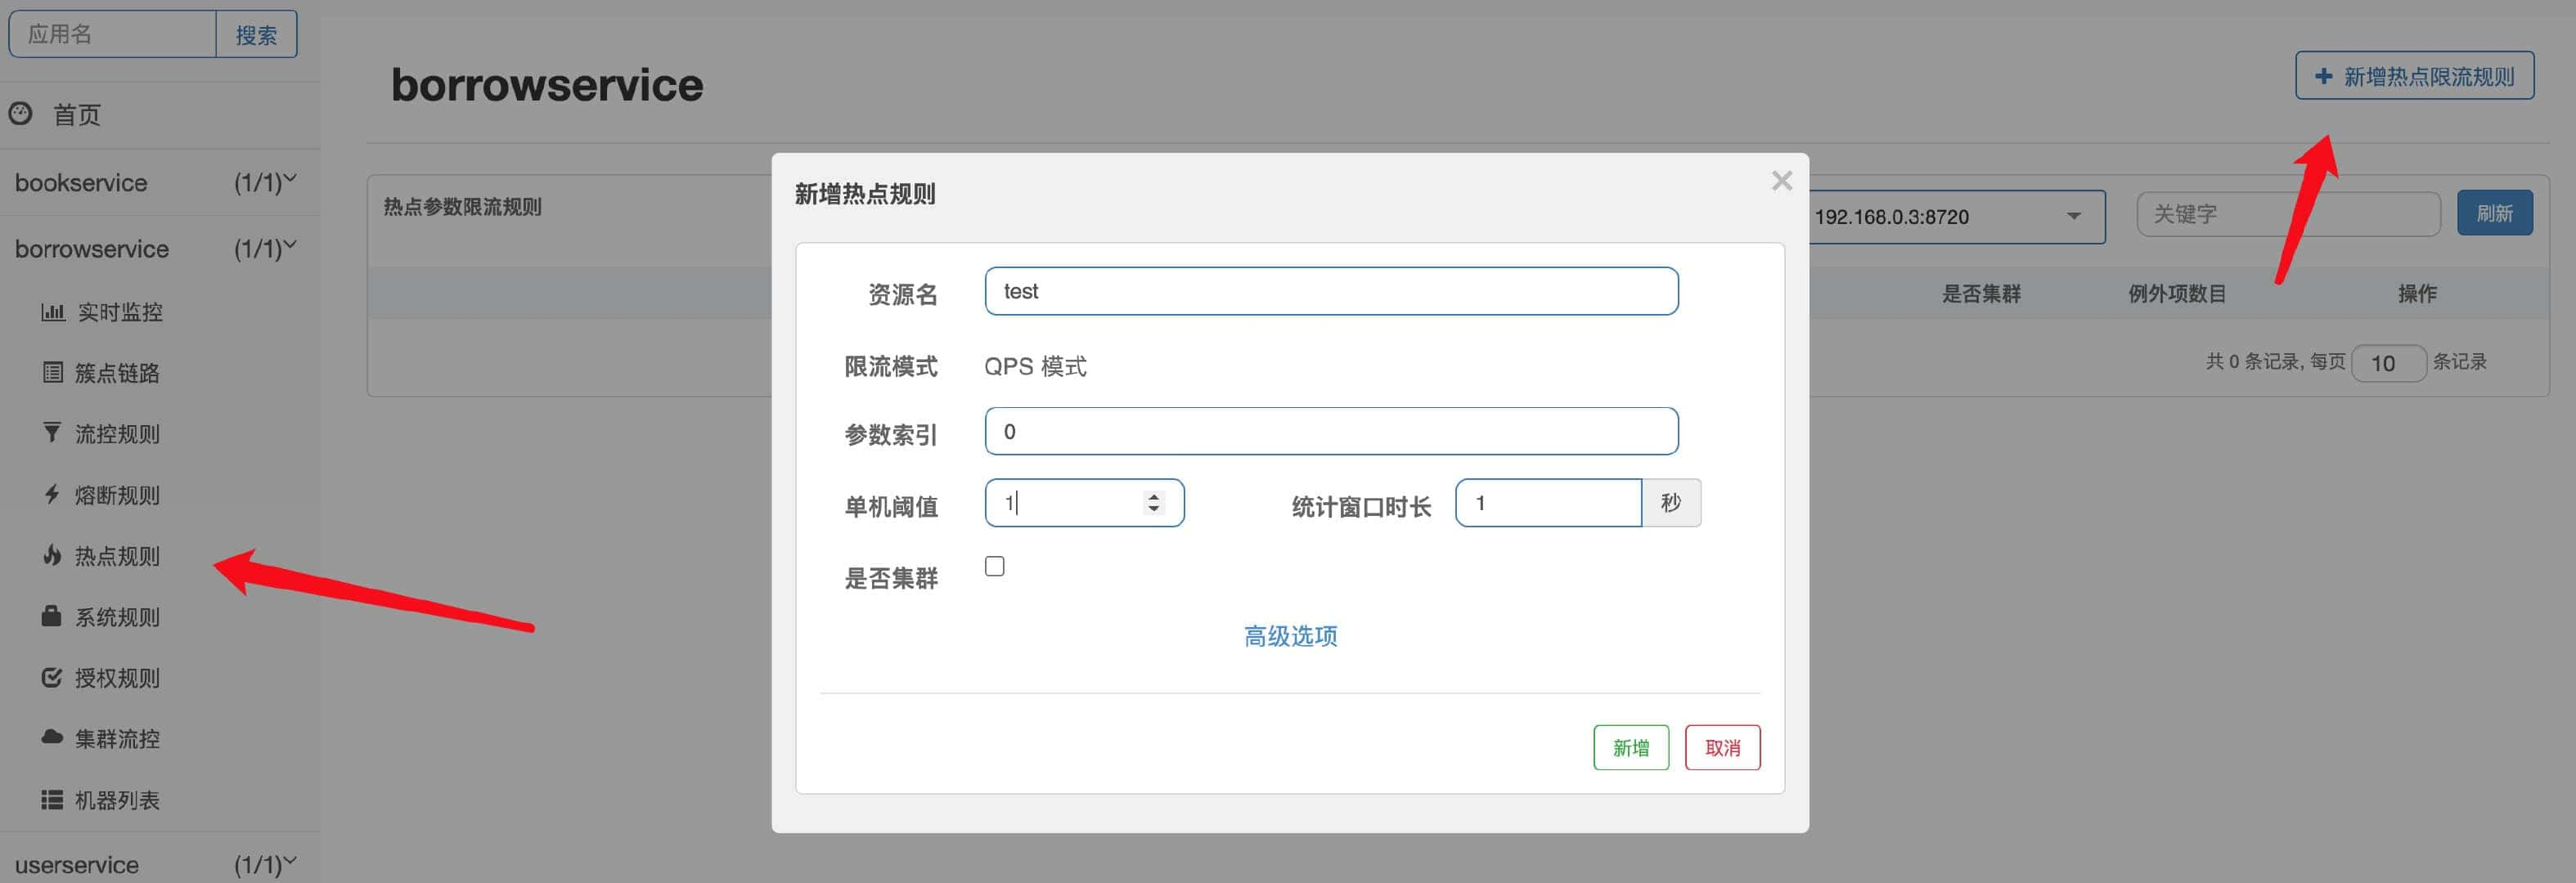 应用名 搜索
首页
bookservice (1/1)
borrowservice (1/1)
实时监控
簇点链路
流控规则
熔断规则
热点规则
系统规则
授权规则
集群流控
机器列表
userservice (1/1)
borrowservice
新增热点限流规则
热点参数限流规则
192.168.0.3:8720 关键字 刷新
是否集群 例外项数目 操作
共 0 条记录, 每页 10 条记录
新增热点规则 ×
资源名 test
限流模式 QPS 模式
参数索引 0
单机阈值 1 统计窗口时长 1 秒
是否集群
高级选项
新增 取消